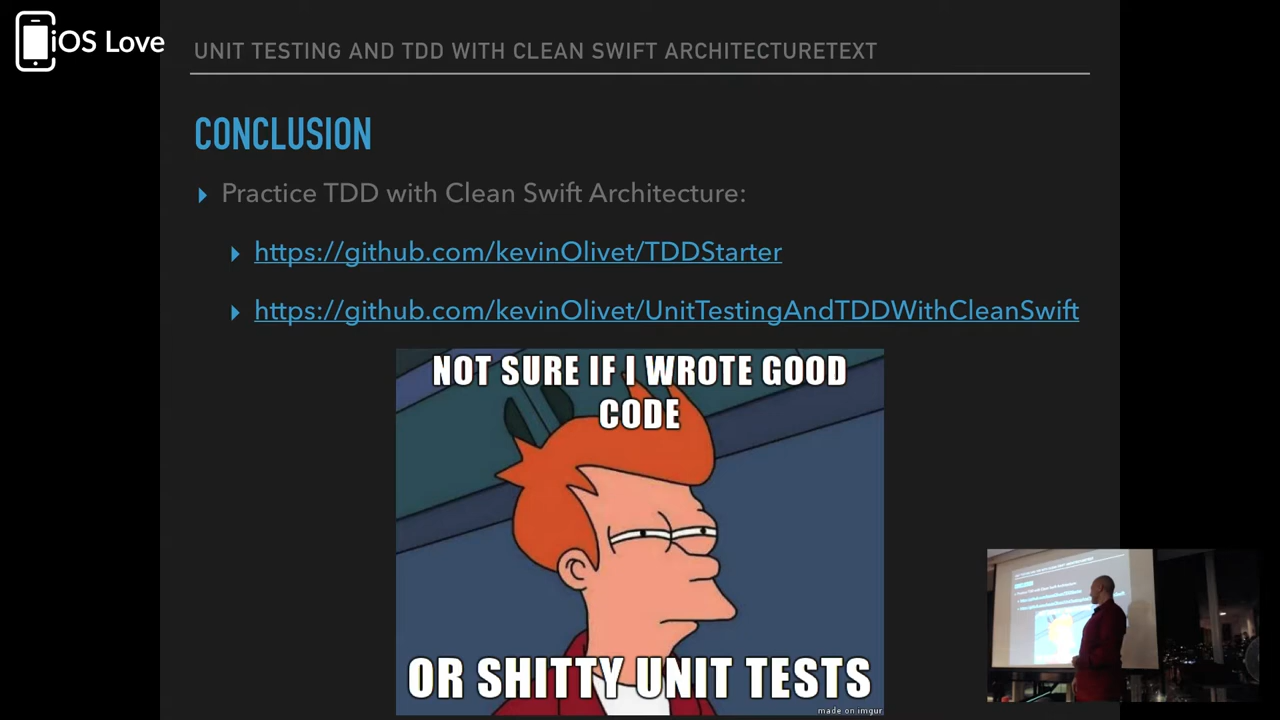 iOS Love
UNIT TESTING AND TDD WITH CLEAN SWIFT ARCHITECTURETEXT
CONCLUSION
Practice TDD with Clean Swift Architecture:
https://github.com/kevinOlivet/TDDStarter
https://github.com/kevinOlivet/UnitTestingAndTDDWithCleanSwift
NOT SURE IF I WROTE GOOD
CODE
OR SHITTY UNIT TESTS
made on imgur